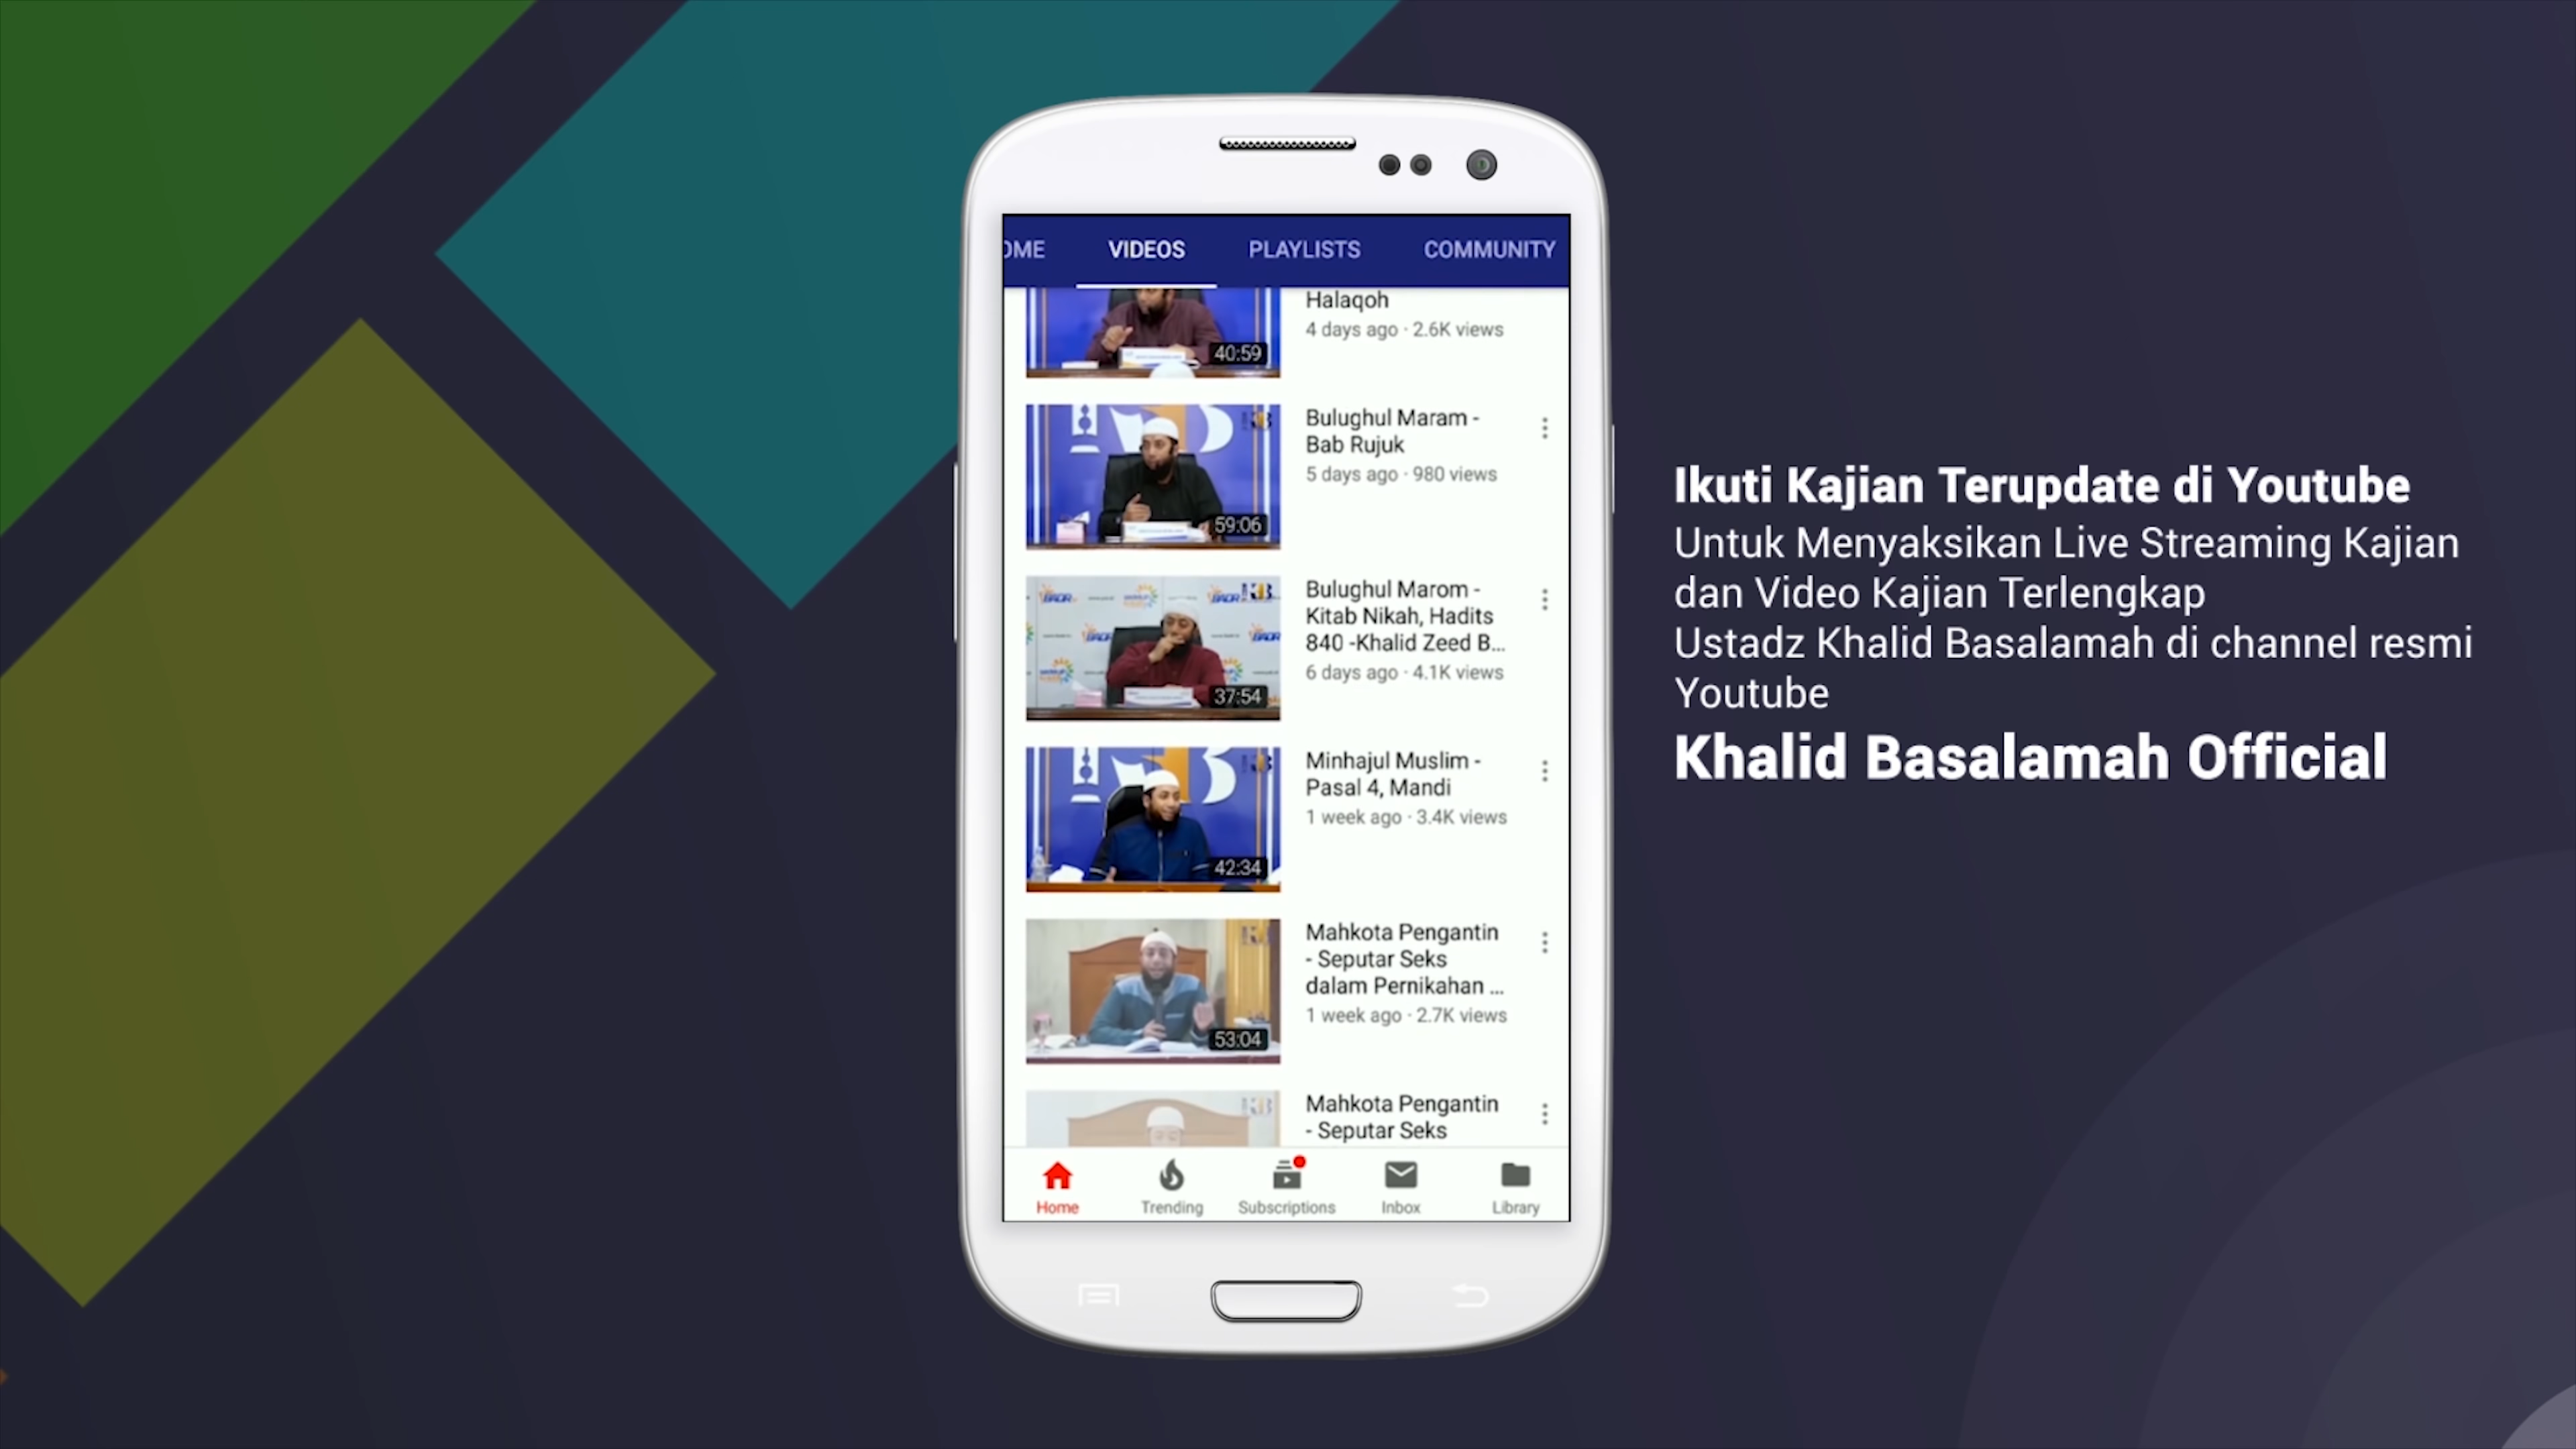 OME VIDEOS PLAYLISTS COMMUNITY
Halaqoh
4 days ago · 2.6K views
40:59
Bulughul Maram -
Bab Rujuk
5 days ago · 980 views
59:06
Bulughul Marom -
Kitab Nikah, Hadits
840 -Khalid Zeed B...
6 days ago · 4.1K views
37:54
Minhajul Muslim -
Pasal 4, Mandi
1 week ago · 3.4K views
42:34
Mahkota Pengantin
- Seputar Seks
dalam Pernikahan ...
1 week ago · 2.7K views
53:04
Mahkota Pengantin
- Seputar Seks
Home Trending Subscriptions Inbox Library
Ikuti Kajian Terupdate di Youtube
Untuk Menyaksikan Live Streaming Kajian
dan Video Kajian Terlengkap
Ustadz Khalid Basalamah di channel resmi
Youtube
Khalid Basalamah Official